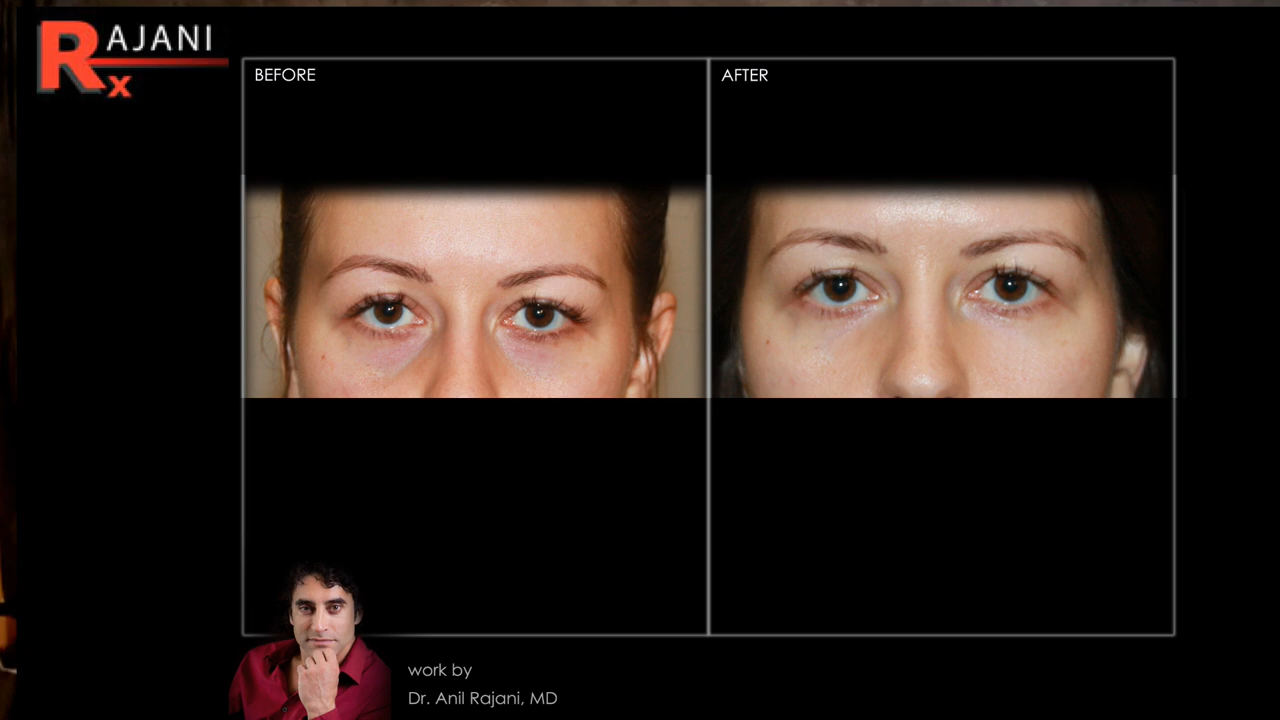 RAJANI
Rx
BEFORE
AFTER
work by
Dr. Anil Rajani, MD